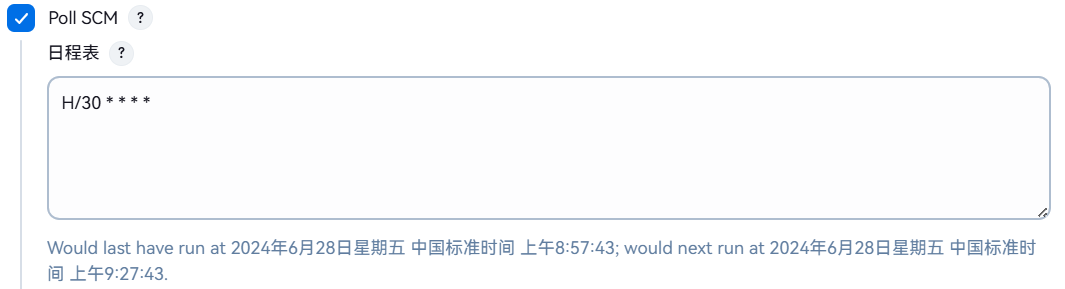 Poll SCM ?
日程表 ?
H/30 * * * *
Would last have run at 2024年6月28日星期五 中国标准时间 上午8:57:43; would next run at 2024年6月28日星期五 中国标准时
间 上午9:27:43.